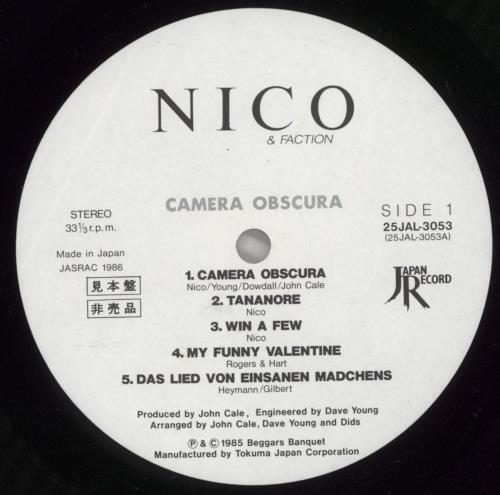 NICO
& FACTION
CAMERA OBSCURA
STEREO
33 1/3 r.p.m.
SIDE 1
25JAL-3053
(25JAL-3053A)
Made in Japan
JASRAC 1986
見本盤
非売品
JAPAN RECORD
1. CAMERA OBSCURA
Nico/Young/Dowdall/John Cale
2. TANANORE
Nico
3. WIN A FEW
Nico
4. MY FUNNY VALENTINE
Rogers & Hart
5. DAS LIED VON EINSANEN MADCHENS
Heymann/Gilbert
Produced by John Cale, Engineered by Dave Young
Arranged by John Cale, Dave Young and Dids
Ⓟ & © 1985 Beggars Banquet
Manufactured by Tokuma Japan Corporation